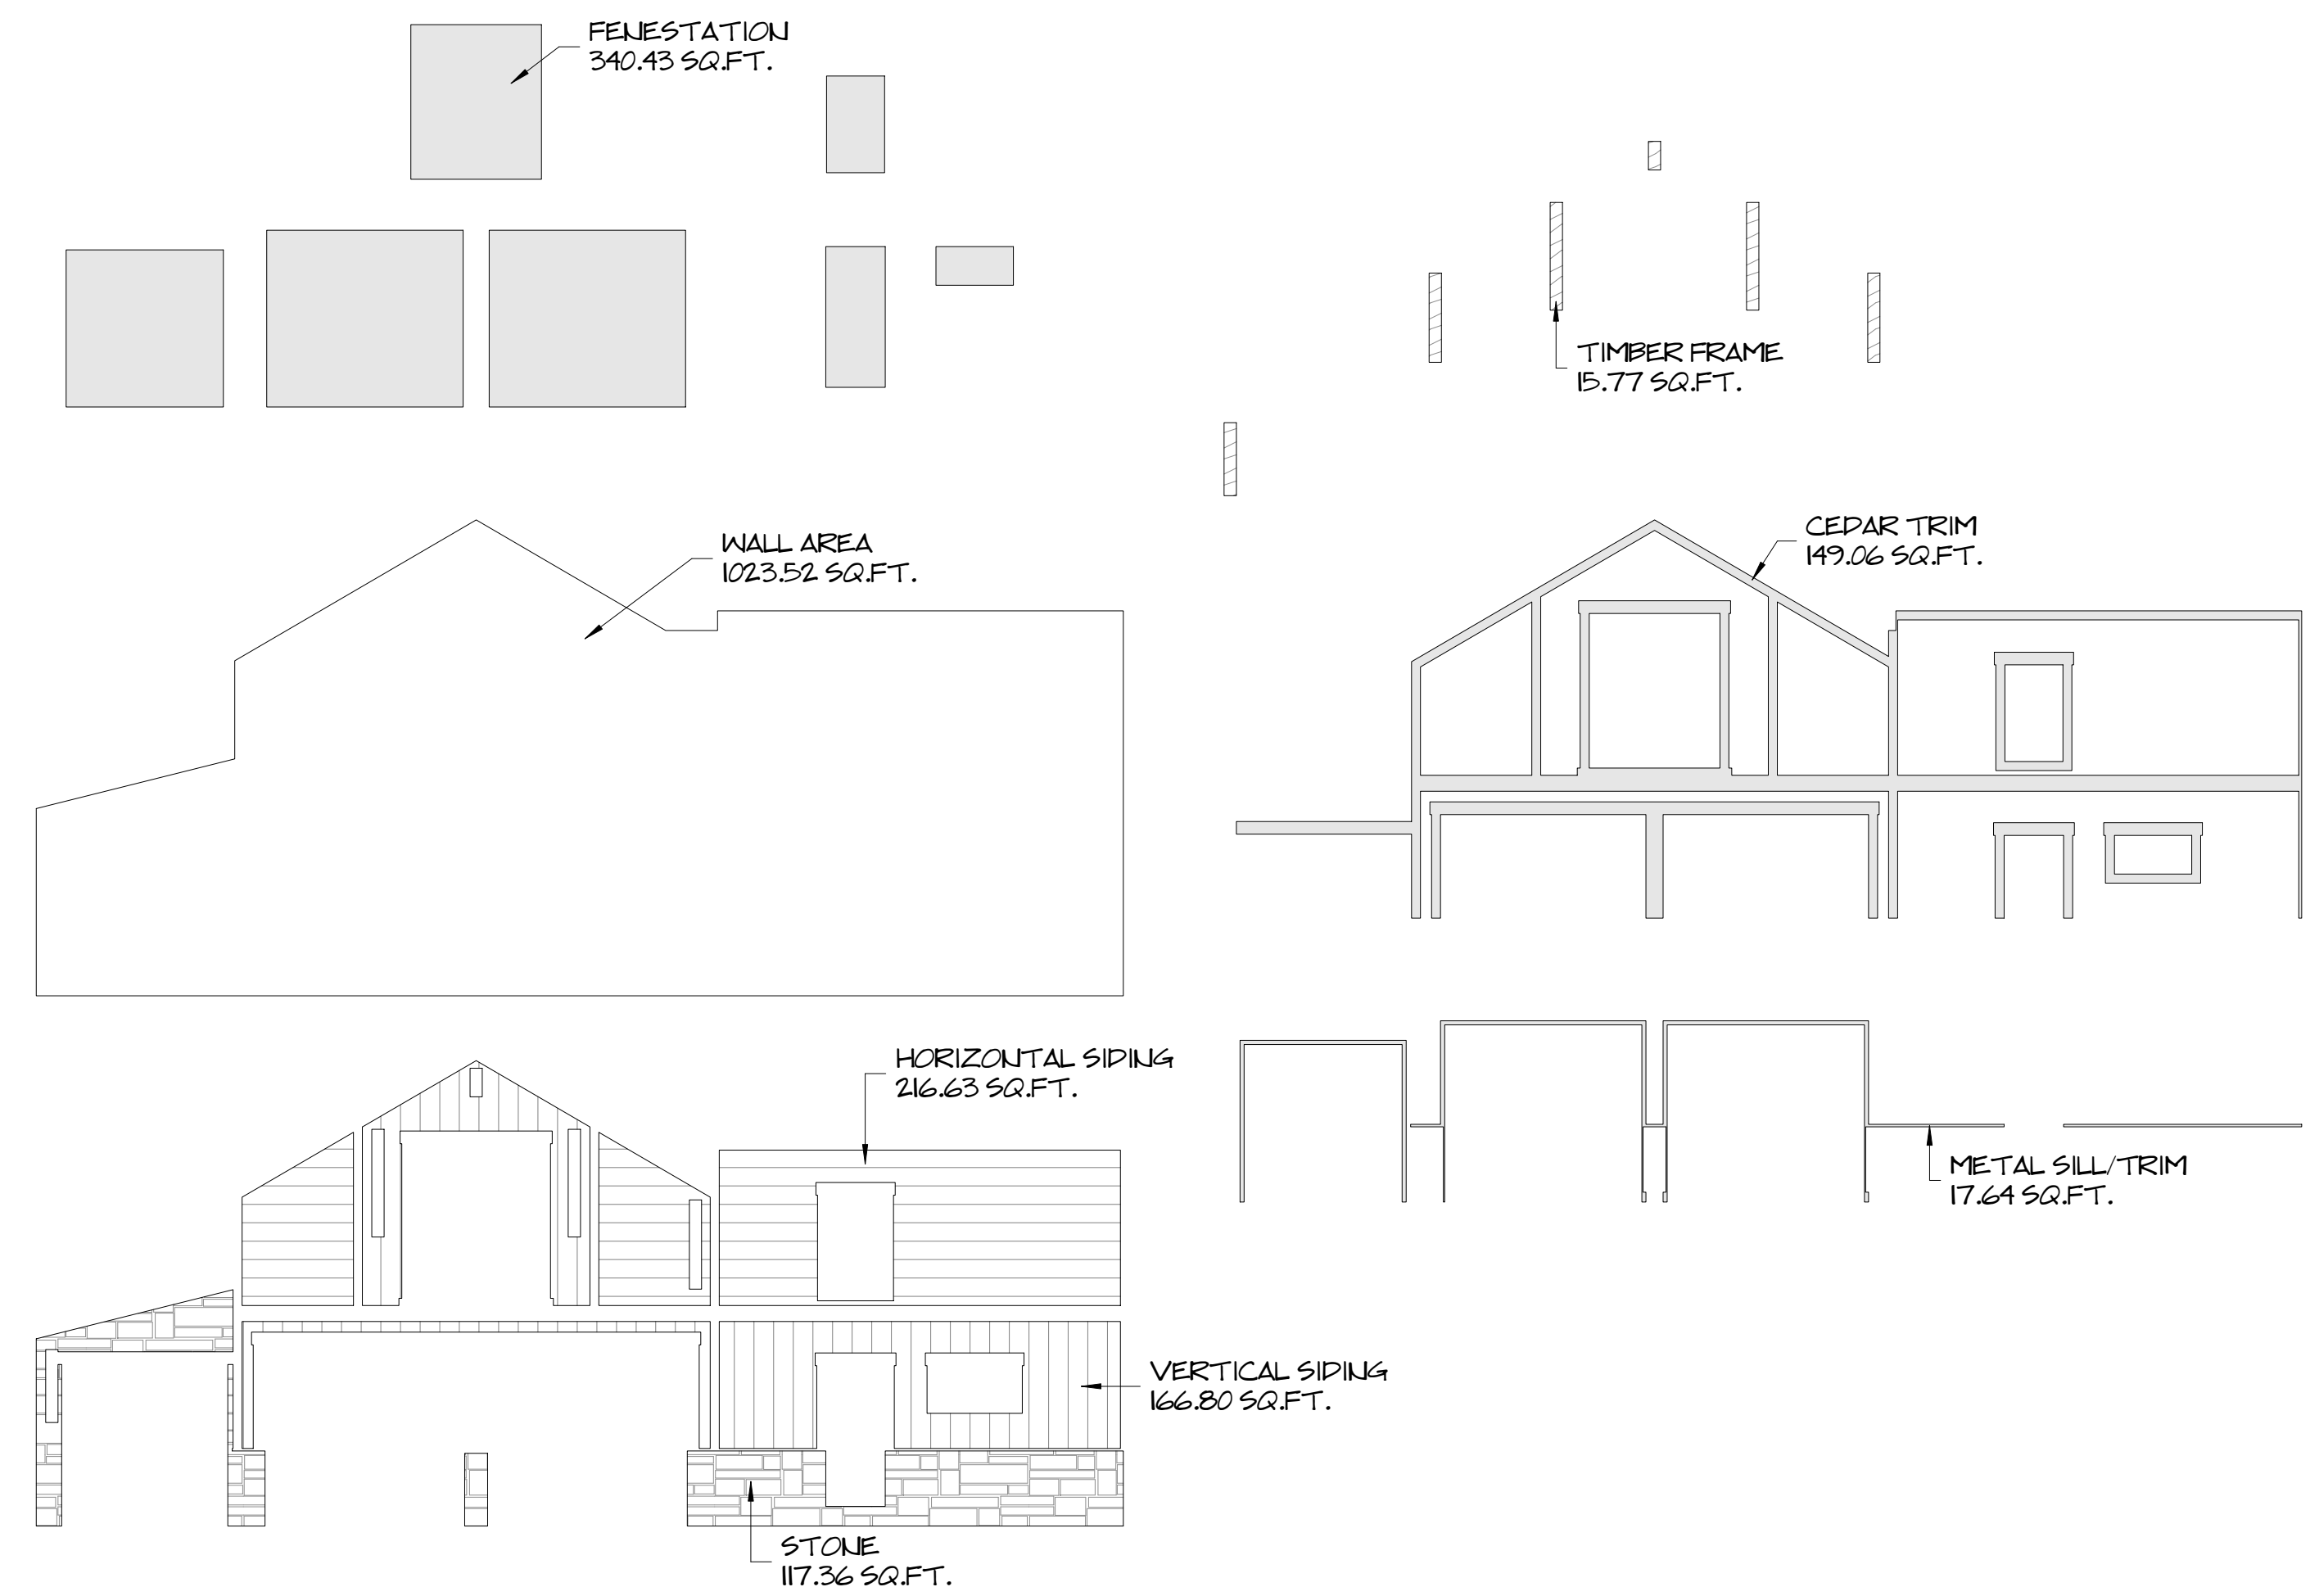 FENESTATION
340.43 SQ.FT.
TIMBER FRAME
15.77 SQ.FT.
WALL AREA
1023.52 SQ.FT.
CEDAR TRIM
149.06 SQ.FT.
HORIZONTAL SIDING
216.63 SQ.FT.
METAL SILL/TRIM
17.64 SQ.FT.
VERTICAL SIDING
166.80 SQ.FT.
STONE
117.36 SQ.FT.